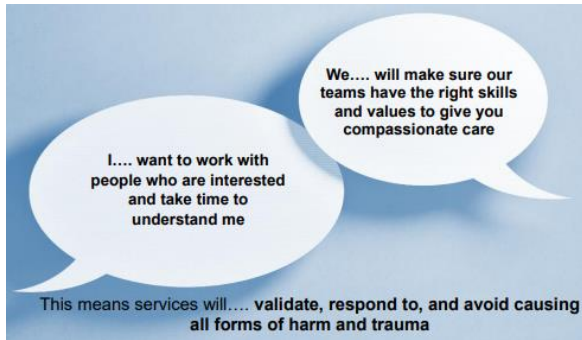 We.... will make sure our
teams have the right skills
and values to give you
compassionate care
I.... want to work with
people who are interested
and take time to
understand me
This means services will.... validate, respond to, and avoid causing
all forms of harm and trauma